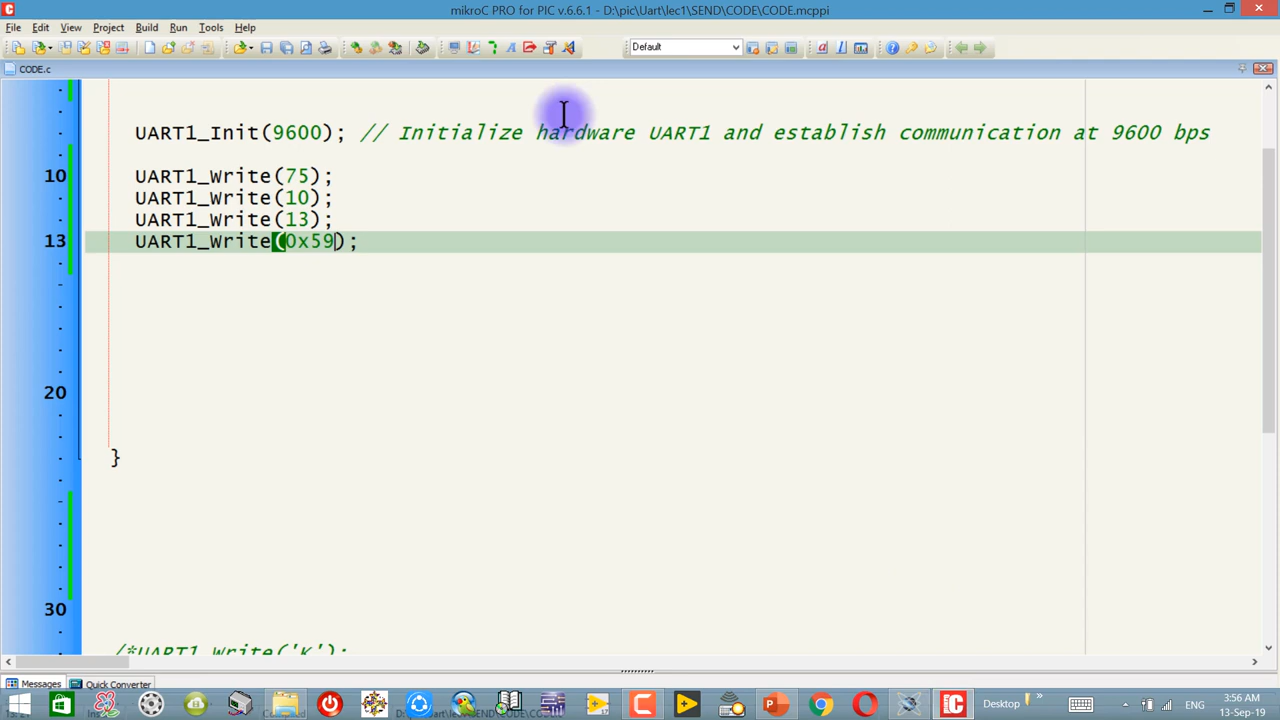 mikroC PRO for PIC v.6.6.1 - D:\pic\Uart\lec1\SEND\CODE\CODE.mcppi
File Edit View Project Build Run Tools Help
Default
CODE.c
UART1_Init(9600); // Initialize hardware UART1 and establish communication at 9600 bps
10 UART1_Write(75);
UART1_Write(10);
UART1_Write(13);
13 UART1_Write(0x59);
20
}
30
/*UART1_Write('K');
Messages Quick Converter
Desktop
ENG
3:56 AM
13-Sep-19